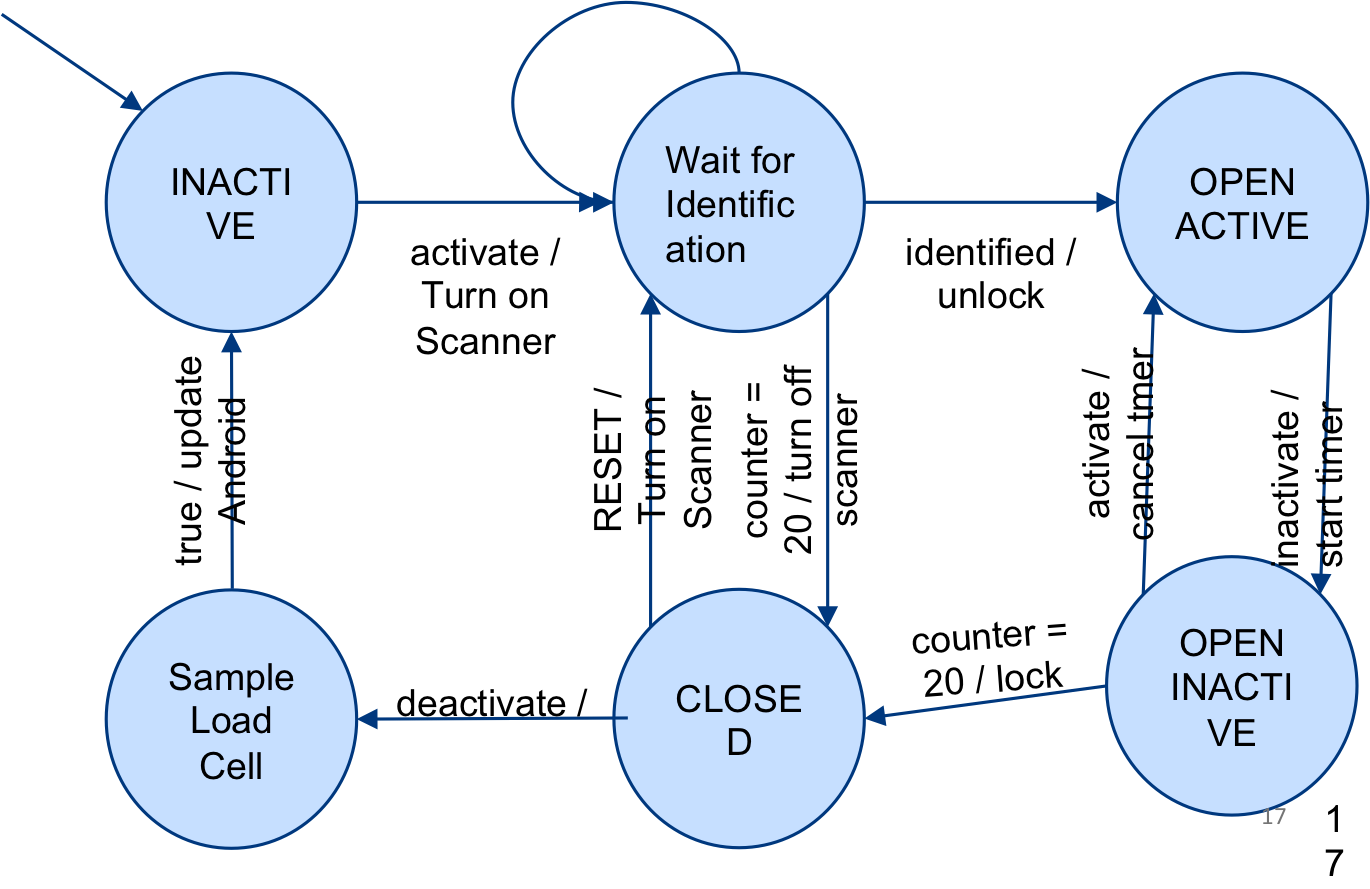 INACTI
VE
Wait for
Identific
ation
OPEN
ACTIVE
activate /
Turn on
Scanner
identified /
unlock
true / update
Android
RESET /
Turn on
Scanner
counter =
20 / turn off
scanner
activate /
cancel tmer
inactivate /
start timer
Sample
Load
Cell
deactivate /
CLOSE
D
counter =
20 / lock
OPEN
INACTI
VE
17
1
7